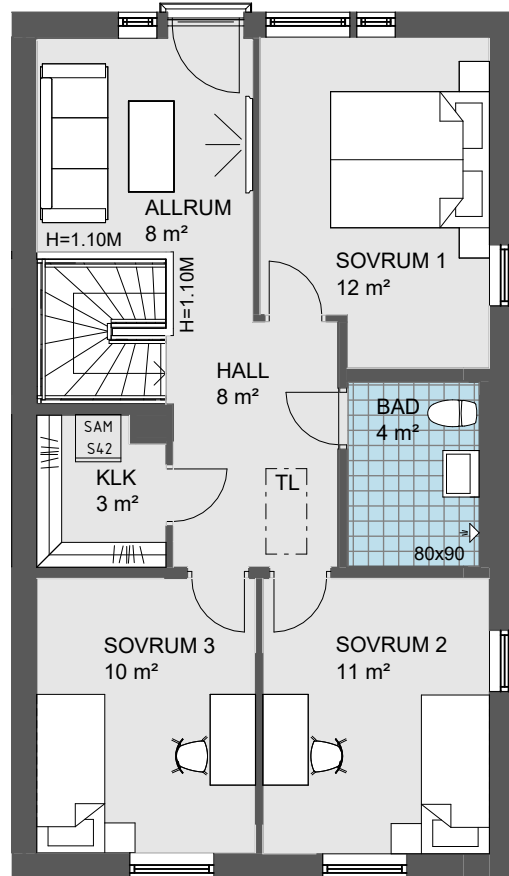 ALLRUM
8 m²
H=1.10M
H=1.10M
SOVRUM 1
12 m²
HALL
8 m²
BAD
4 m²
SAM
S42
KLK
3 m²
TL
80x90
SOVRUM 3
10 m²
SOVRUM 2
11 m²